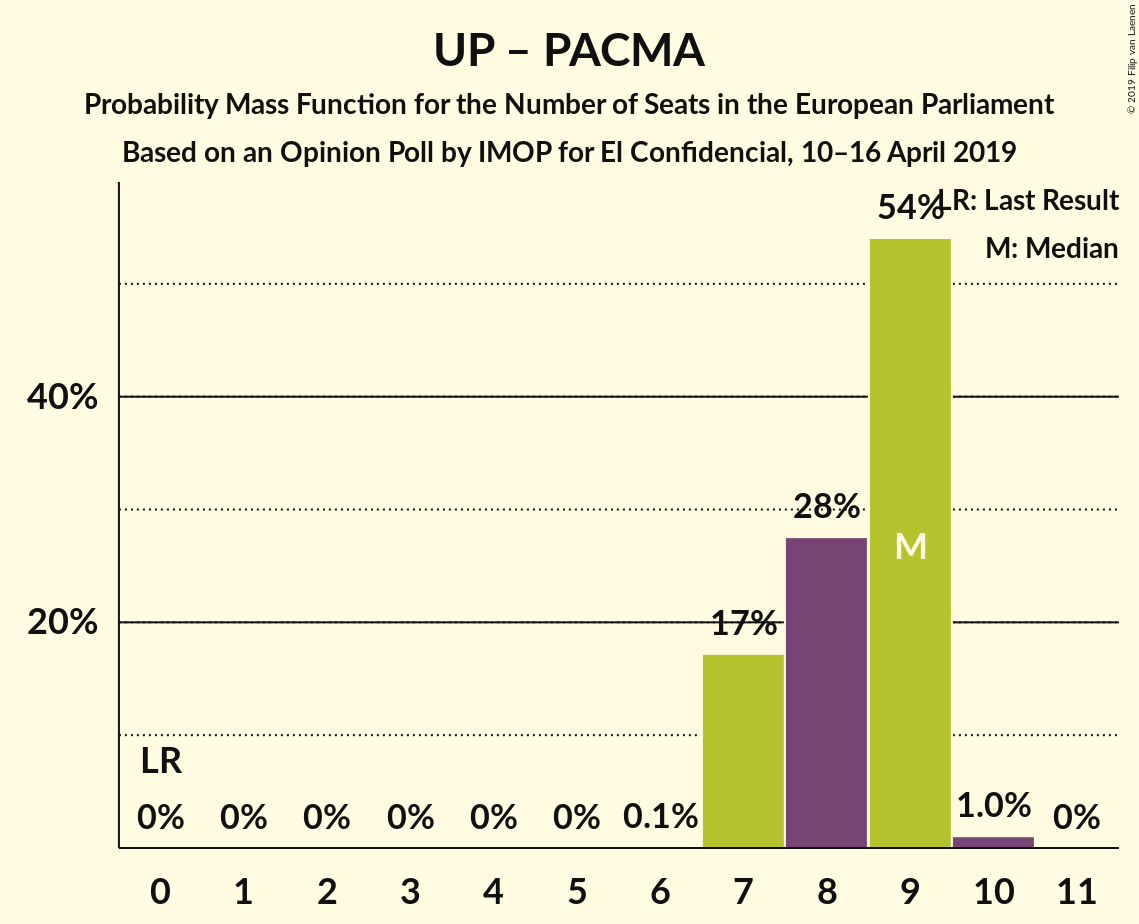 UP – PACMA
Probability Mass Function for the Number of Seats in the European Parliament
Based on an Opinion Poll by IMOP for El Confidencial, 10–16 April 2019
© 2019 Filip van Laenen
LR: Last Result
M: Median
54%
40%
28%
M
20%
17%
LR
0% 0% 0% 0% 0% 0% 0.1% 1.0% 0%
0 1 2 3 4 5 6 7 8 9 10 11